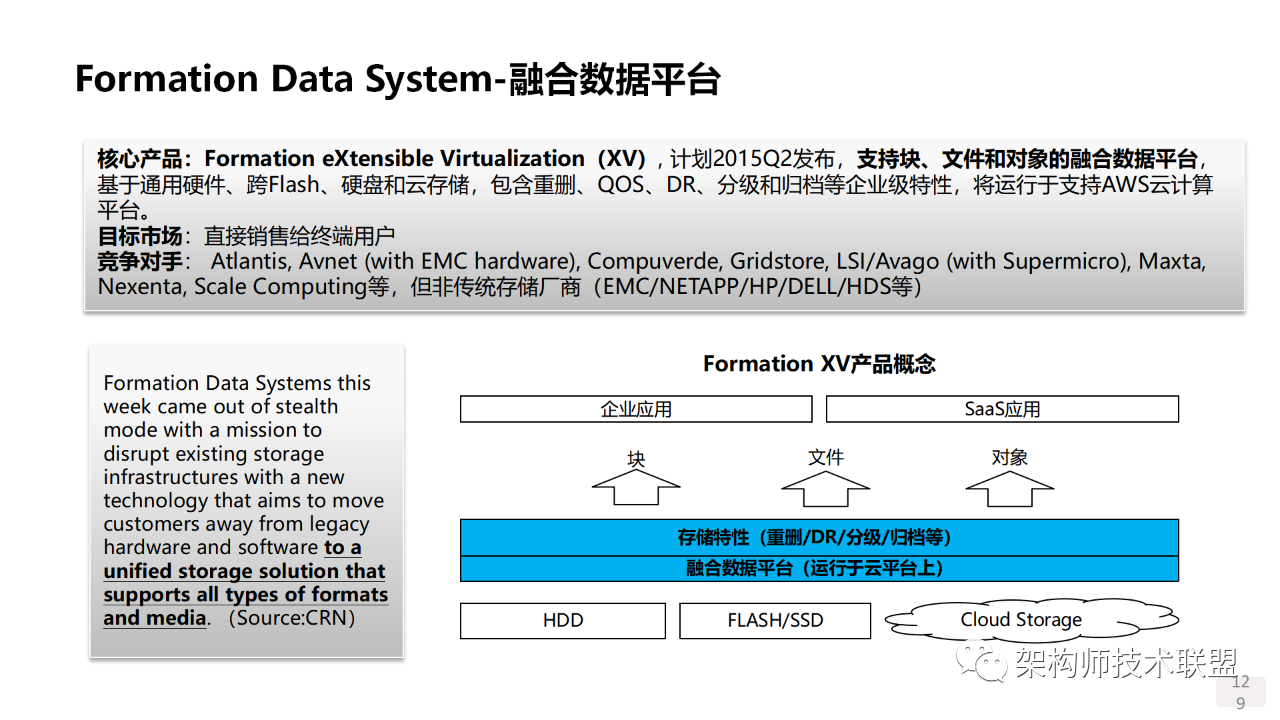 Formation Data System-融合数据平台
核心产品：Formation eXtensible Virtualization（XV）, 计划2015Q2发布，支持块、文件和对象的融合数据平台，
基于通用硬件、跨Flash、硬盘和云存储，包含重删、QOS、DR、分级和归档等企业级特性，将运行于支持AWS云计算
平台。
目标市场：直接销售给终端用户
竞争对手： Atlantis, Avnet (with EMC hardware), Compuverde, Gridstore, LSI/Avago (with Supermicro), Maxta,
Nexenta, Scale Computing等，但非传统存储厂商（EMC/NETAPP/HP/DELL/HDS等）
Formation Data Systems this
week came out of stealth
mode with a mission to
disrupt existing storage
infrastructures with a new
technology that aims to move
customers away from legacy
hardware and software to a
unified storage solution that
supports all types of formats
and media. （Source:CRN）
Formation XV产品概念
企业应用
SaaS应用
块
文件
对象
存储特性（重删/DR/分级/归档等）
融合数据平台（运行于云平台上）
HDD
FLASH/SSD
Cloud Storage
架构师技术联盟
12
9